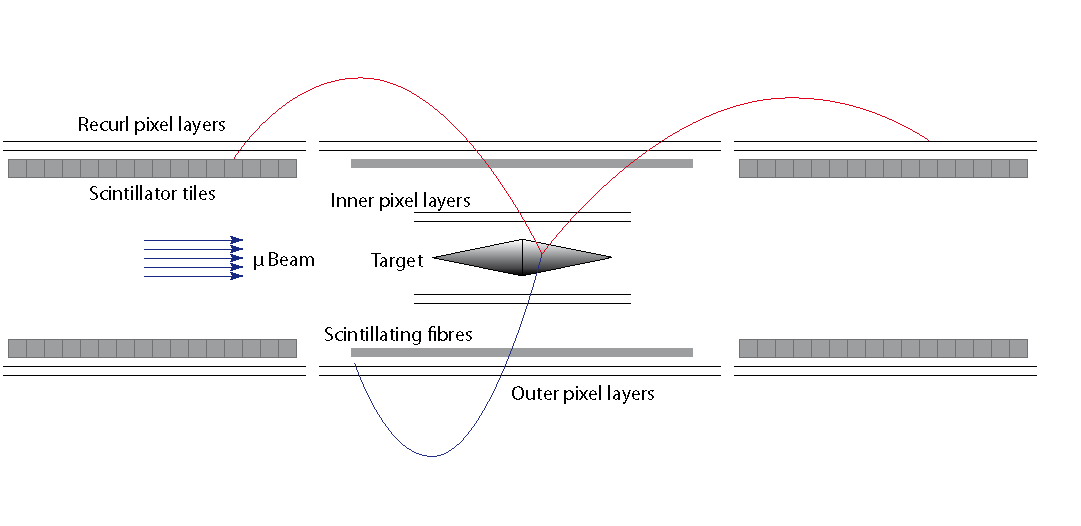 Recurl pixel layers
Scintillator tiles
Inner pixel layers
μ Beam
Target
Scintillating fibres
Outer pixel layers